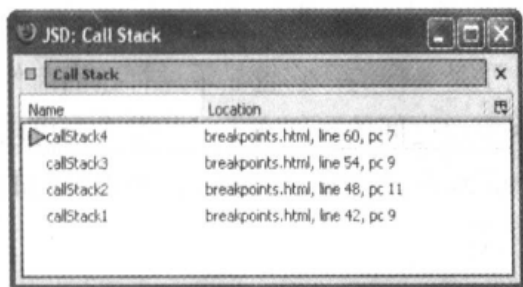 JSD: Call Stack
Call Stack
Name Location
callStack4 breakpoints.html, line 60, pc 7
callStack3 breakpoints.html, line 54, pc 9
callStack2 breakpoints.html, line 48, pc 11
callStack1 breakpoints.html, line 42, pc 9